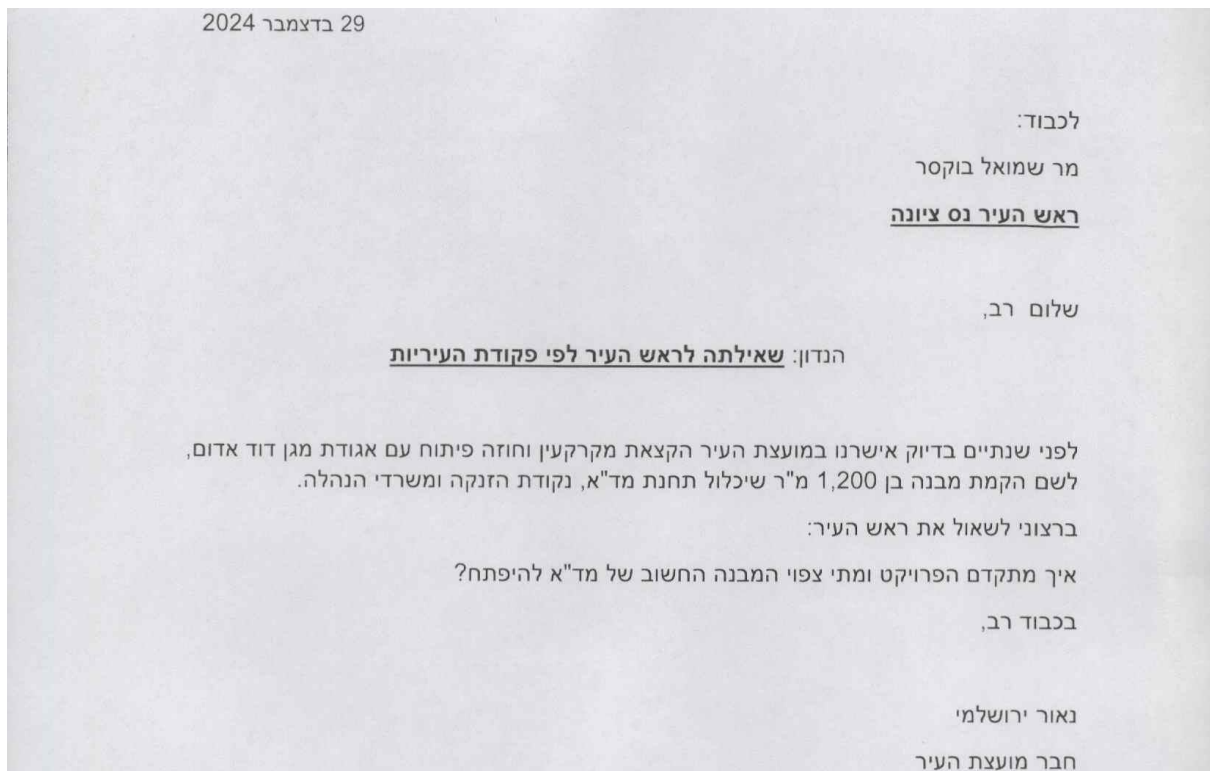 29 בדצמבר 2024
לכבוד:
מר שמואל בוקסר
ראש העיר נס ציונה
שלום רב,
הנדון: שאילתה לראש העיר לפי פקודת העיריות
לפני שנתיים בדיוק אישרנו במועצת העיר הקצאת מקרקעין וחוזה פיתוח עם אגודת מגן דוד אדום,
לשם הקמת מבנה בן 1,200 מ"ר שיכלול תחנת מד"א, נקודת הזנקה ומשרדי הנהלה.
ברצוני לשאול את ראש העיר:
איך מתקדם הפרויקט ומתי צפוי המבנה החשוב של מד"א להיפתח?
בכבוד רב,
נאור ירושלמי
חבר מועצת העיר